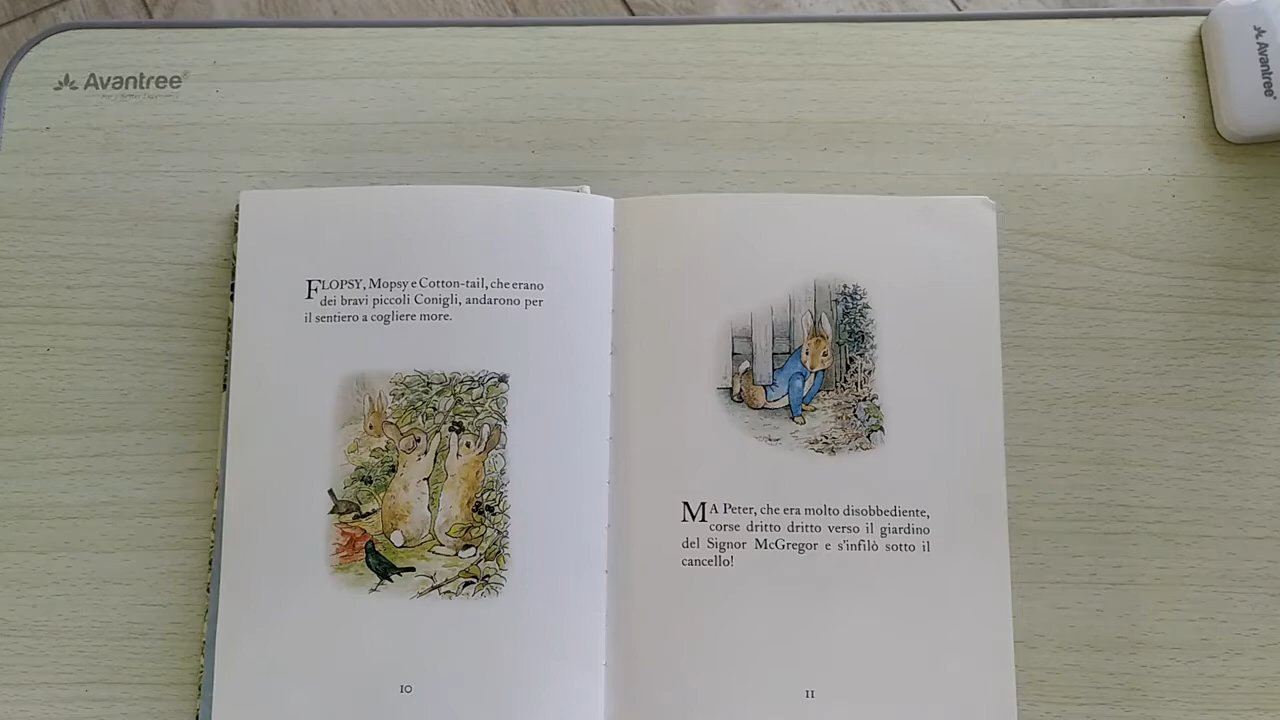 Avantree
Avantree
FLOPSY, Mopsy e Cotton-tail, che erano
dei bravi piccoli Conigli, andarono per
il sentiero a cogliere more.
10
MA Peter, che era molto disobbediente,
corse dritto dritto verso il giardino
del Signor McGregor e s'infilò sotto il
cancello!
11